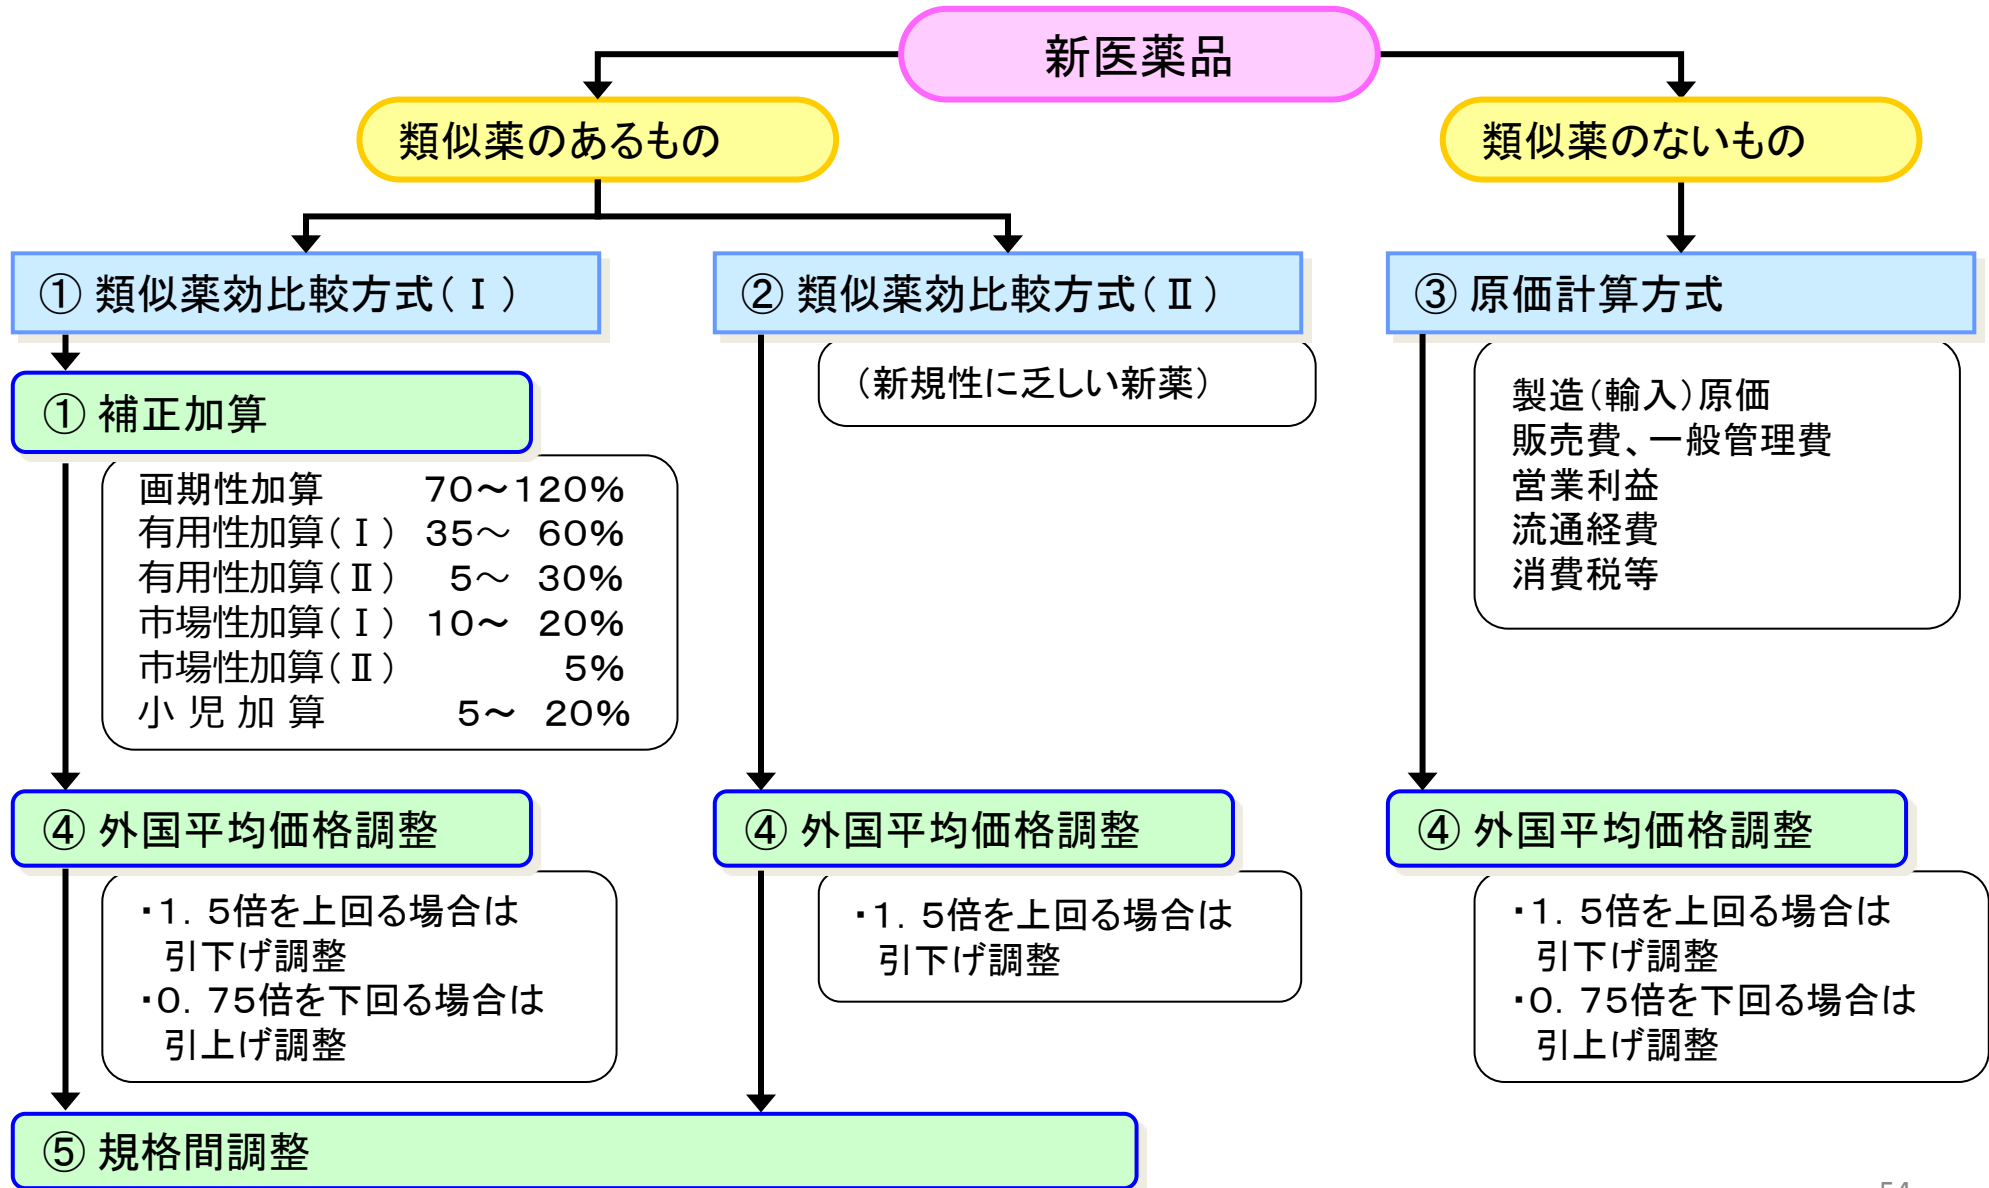 新医薬品
類似薬のあるもの
類似薬のないもの
① 類似薬効比較方式(Ⅰ)
② 類似薬効比較方式(Ⅱ)
③ 原価計算方式
① 補正加算
画期性加算 70～120%
有用性加算(Ⅰ) 35～ 60%
有用性加算(Ⅱ) 5～ 30%
市場性加算(Ⅰ) 10～ 20%
市場性加算(Ⅱ) 5%
小 児 加 算 5～ 20%
(新規性に乏しい新薬)
製造(輸入)原価
販売費、一般管理費
営業利益
流通経費
消費税等
④ 外国平均価格調整
・1．5倍を上回る場合は
引下げ調整
・0．75倍を下回る場合は
引上げ調整
④ 外国平均価格調整
・1．5倍を上回る場合は
引下げ調整
④ 外国平均価格調整
・1．5倍を上回る場合は
引下げ調整
・0．75倍を下回る場合は
引上げ調整
⑤ 規格間調整